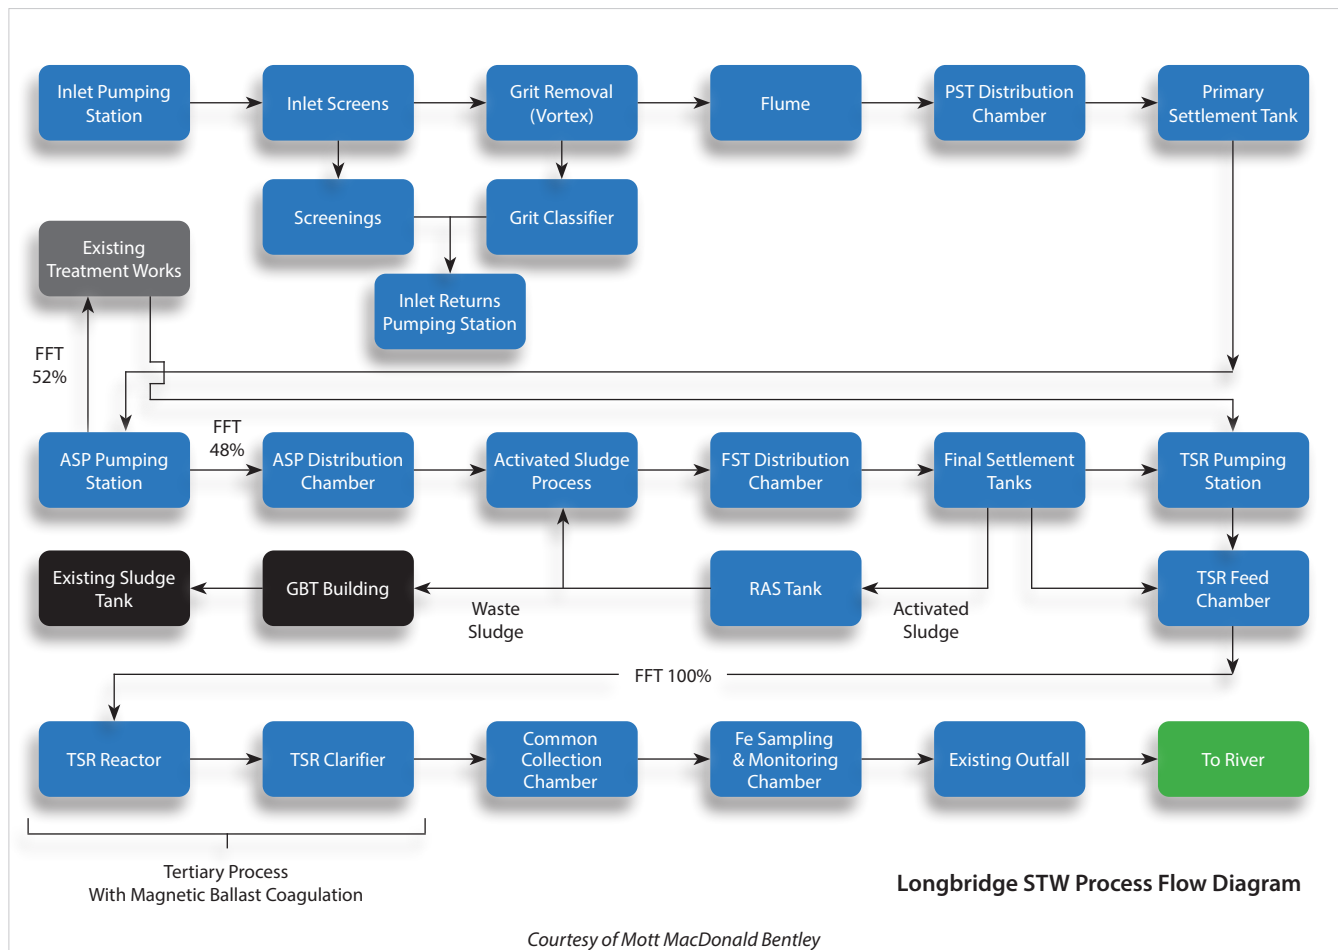 Inlet Pumping
Station
Inlet Screens
Grit Removal
(Vortex)
Flume
PST Distribution
Chamber
Primary
Settlement Tank
Screenings
Grit Classifier
Existing
Treatment Works
Inlet Returns
Pumping Station
FFT
52%
ASP Pumping
Station
FFT
48%
ASP Distribution
Chamber
Activated Sludge
Process
FST Distribution
Chamber
Final Settlement
Tanks
TSR Pumping
Station
Existing Sludge
Tank
GBT Building
Waste
Sludge
RAS Tank
Activated
Sludge
TSR Feed
Chamber
FFT 100%
TSR Reactor
TSR Clarifier
Common
Collection
Chamber
Fe Sampling
& Monitoring
Chamber
Existing Outfall
To River
Tertiary Process
With Magnetic Ballast Coagulation
Longbridge STW Process Flow Diagram
Courtesy of Mott MacDonald Bentley